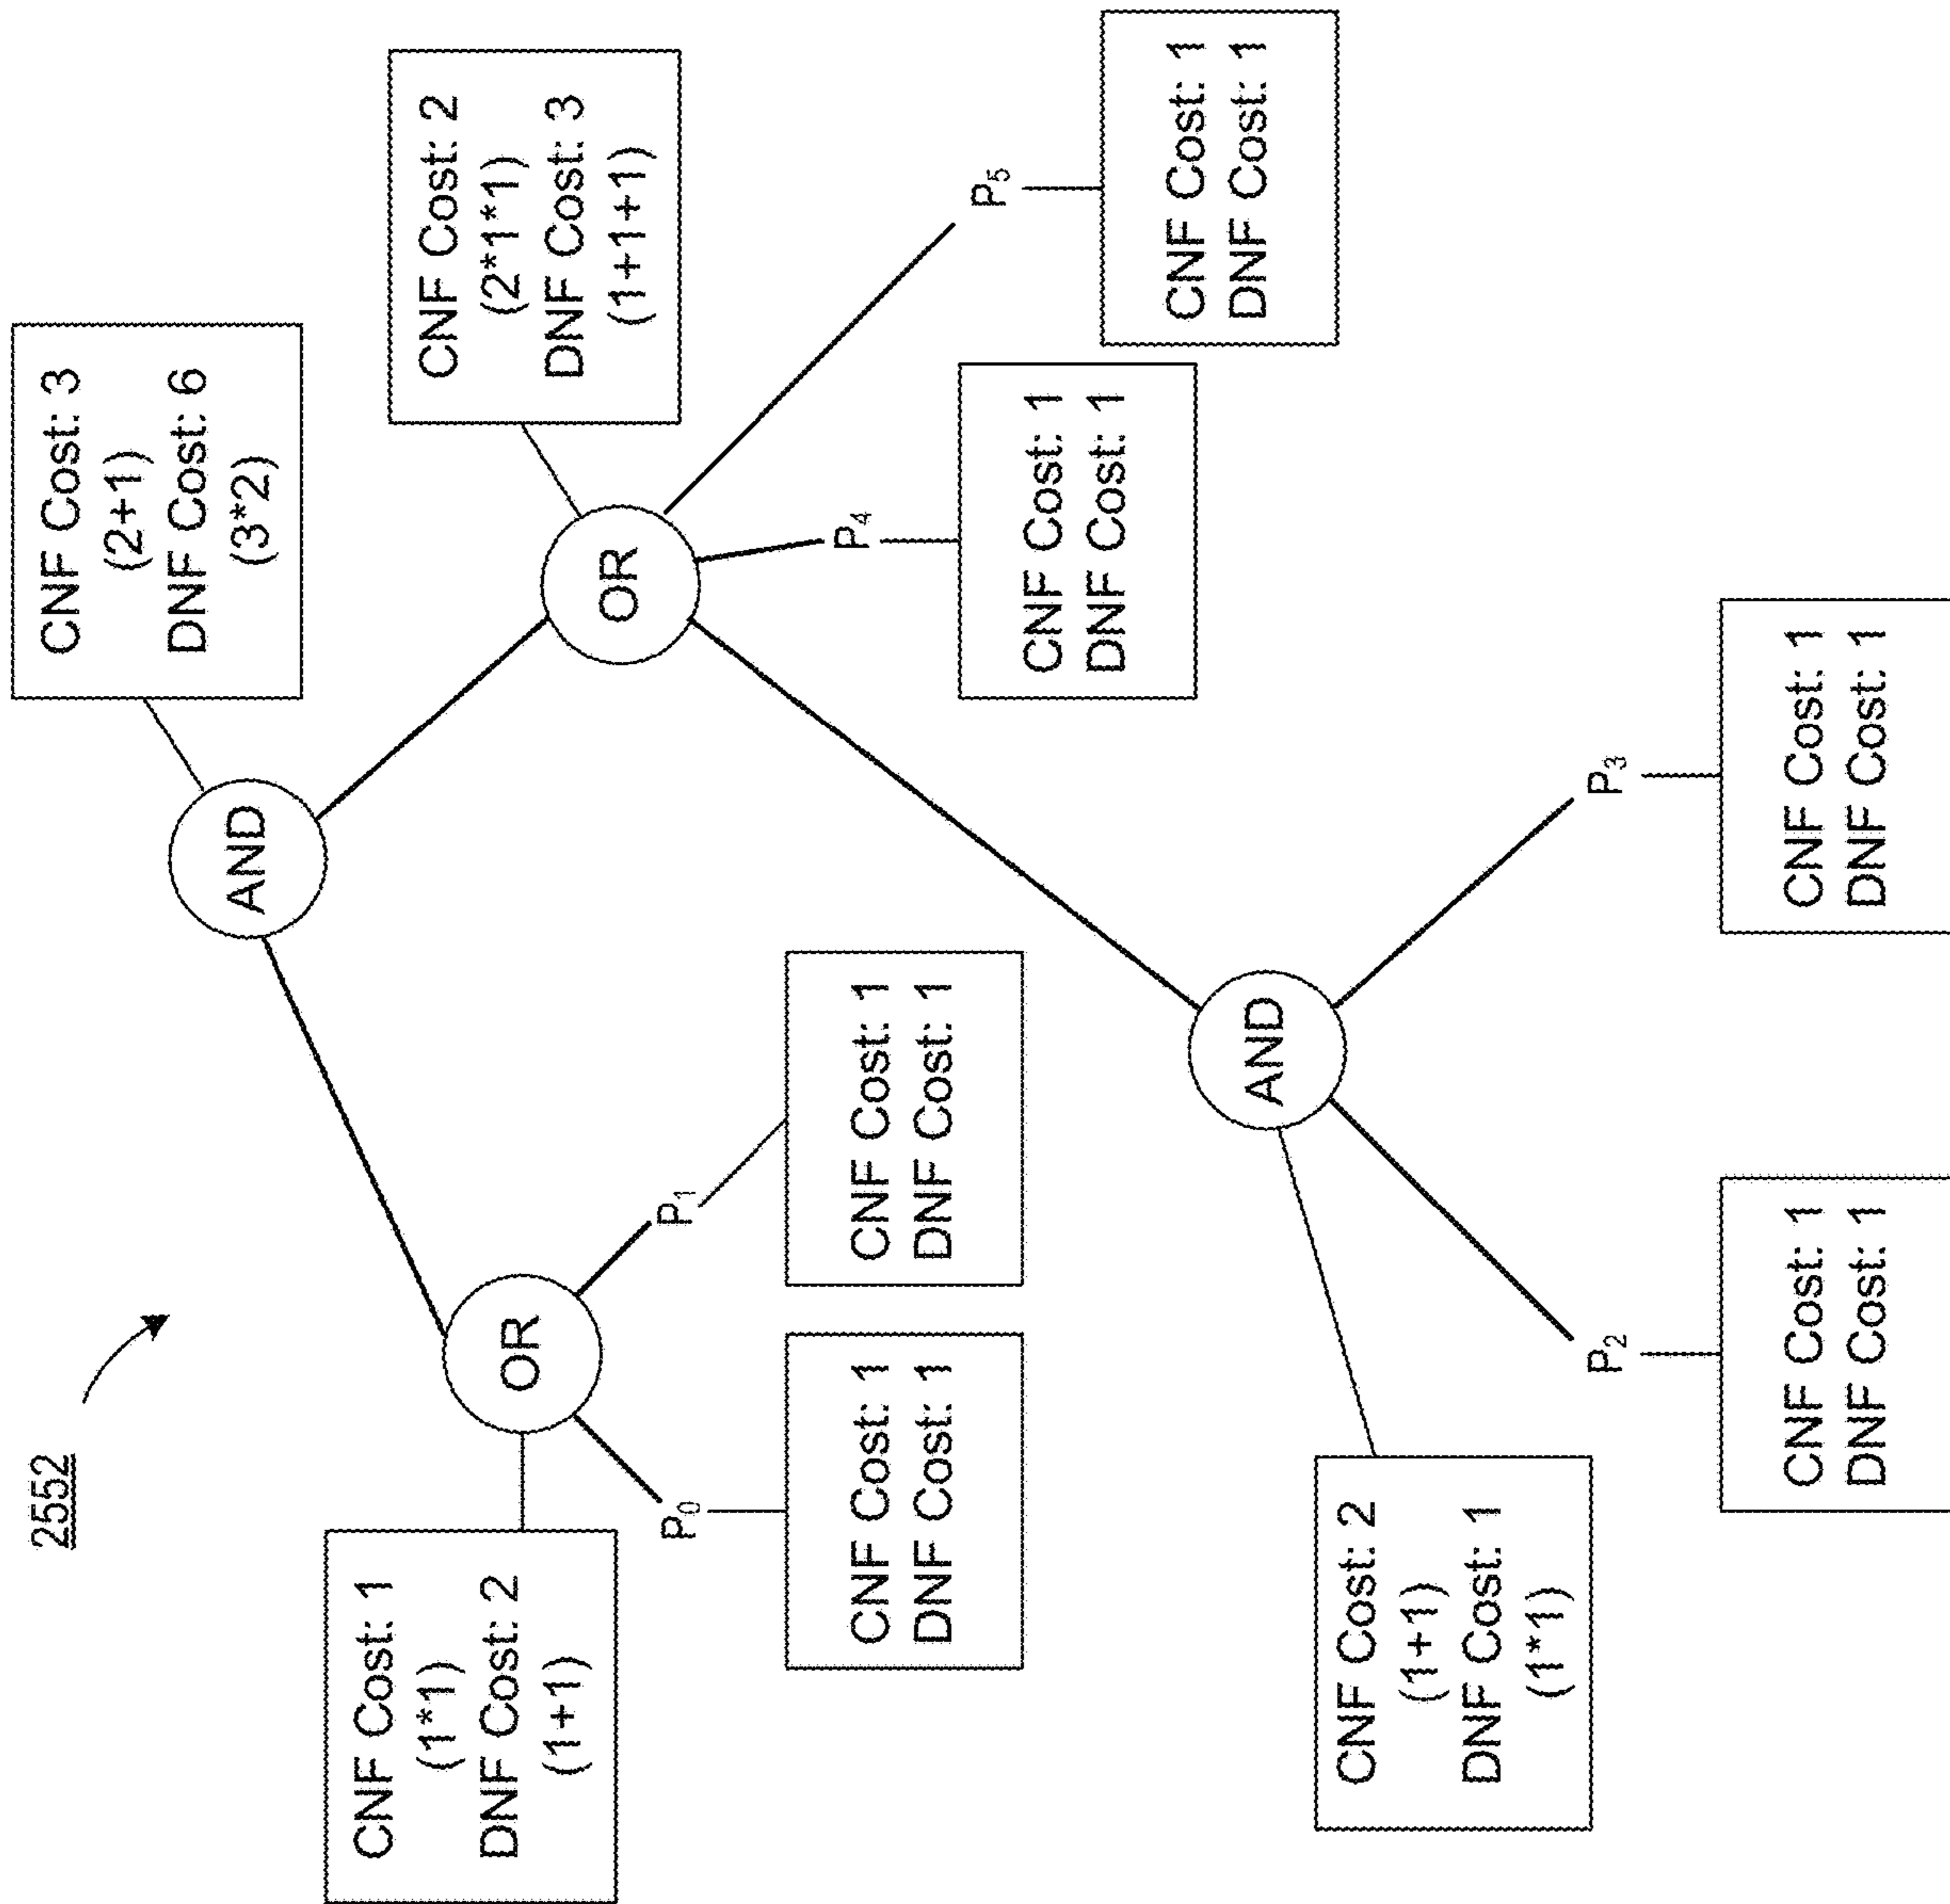 2552
CNF Cost: 3
(2+1)
DNF Cost: 6
(3*2)
AND
CNF Cost: 1
(1*1)
DNF Cost: 2
(1+1)
OR
CNF Cost: 2
(2*1*1)
DNF Cost: 3
(1+1+1)
OR
P0
P1
CNF Cost: 1
DNF Cost: 1
CNF Cost: 1
DNF Cost: 1
P4
P5
CNF Cost: 1
DNF Cost: 1
CNF Cost: 1
DNF Cost: 1
CNF Cost: 2
(1+1)
DNF Cost: 1
(1*1)
AND
P2
P3
CNF Cost: 1
DNF Cost: 1
CNF Cost: 1
DNF Cost: 1